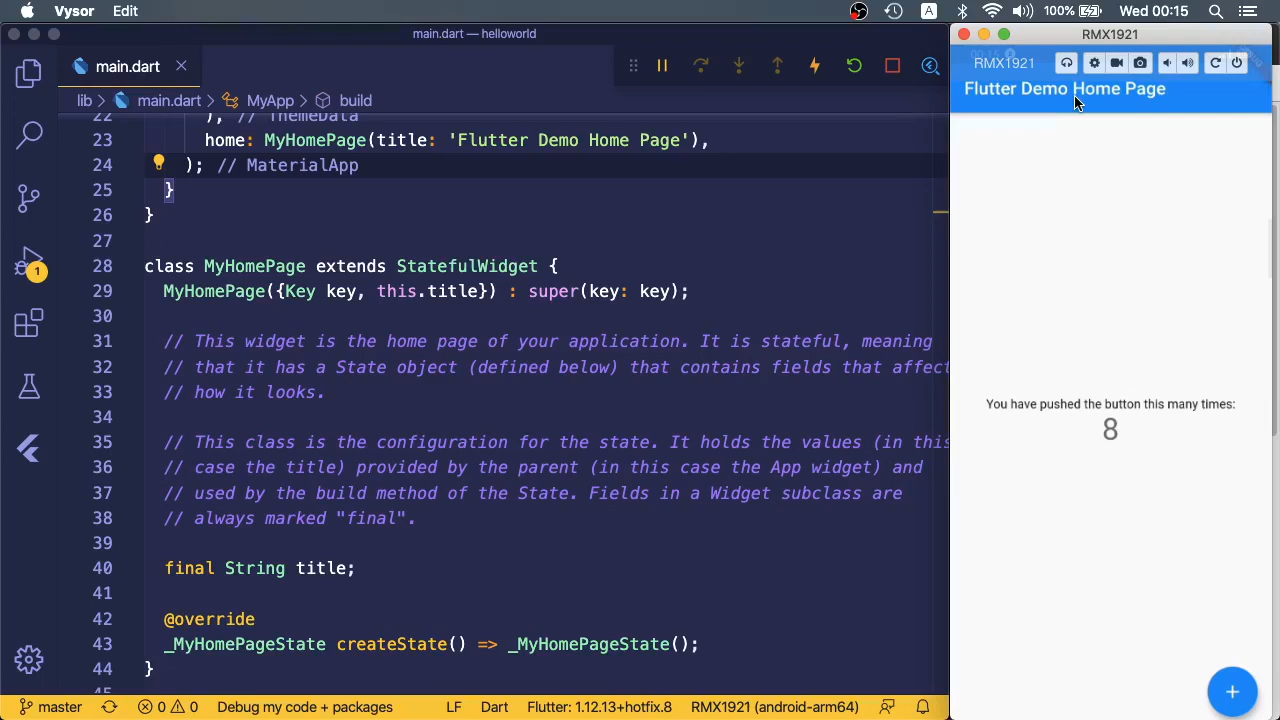 Vysor Edit
A 100% Wed 00:15
main.dart — helloworld
RMX1921
main.dart
RMX1921
Flutter Demo Home Page
lib > main.dart > MyApp > build
22 ), // ThemeData
23 home: MyHomePage(title: 'Flutter Demo Home Page'),
24 ); // MaterialApp
25 }
26 }
27
28 class MyHomePage extends StatefulWidget {
29 MyHomePage({Key key, this.title}) : super(key: key);
30
31 // This widget is the home page of your application. It is stateful, meaning
32 // that it has a State object (defined below) that contains fields that affect
33 // how it looks.
34
35 // This class is the configuration for the state. It holds the values (in this
36 // case the title) provided by the parent (in this case the App widget) and
37 // used by the build method of the State. Fields in a Widget subclass are
38 // always marked "final".
39
40 final String title;
41
42 @override
43 _MyHomePageState createState() => _MyHomePageState();
44 }
45
1
You have pushed the button this many times:
8
+
master 0 0 Debug my code + packages LF Dart Flutter: 1.12.13+hotfix.8 RMX1921 (android-arm64)